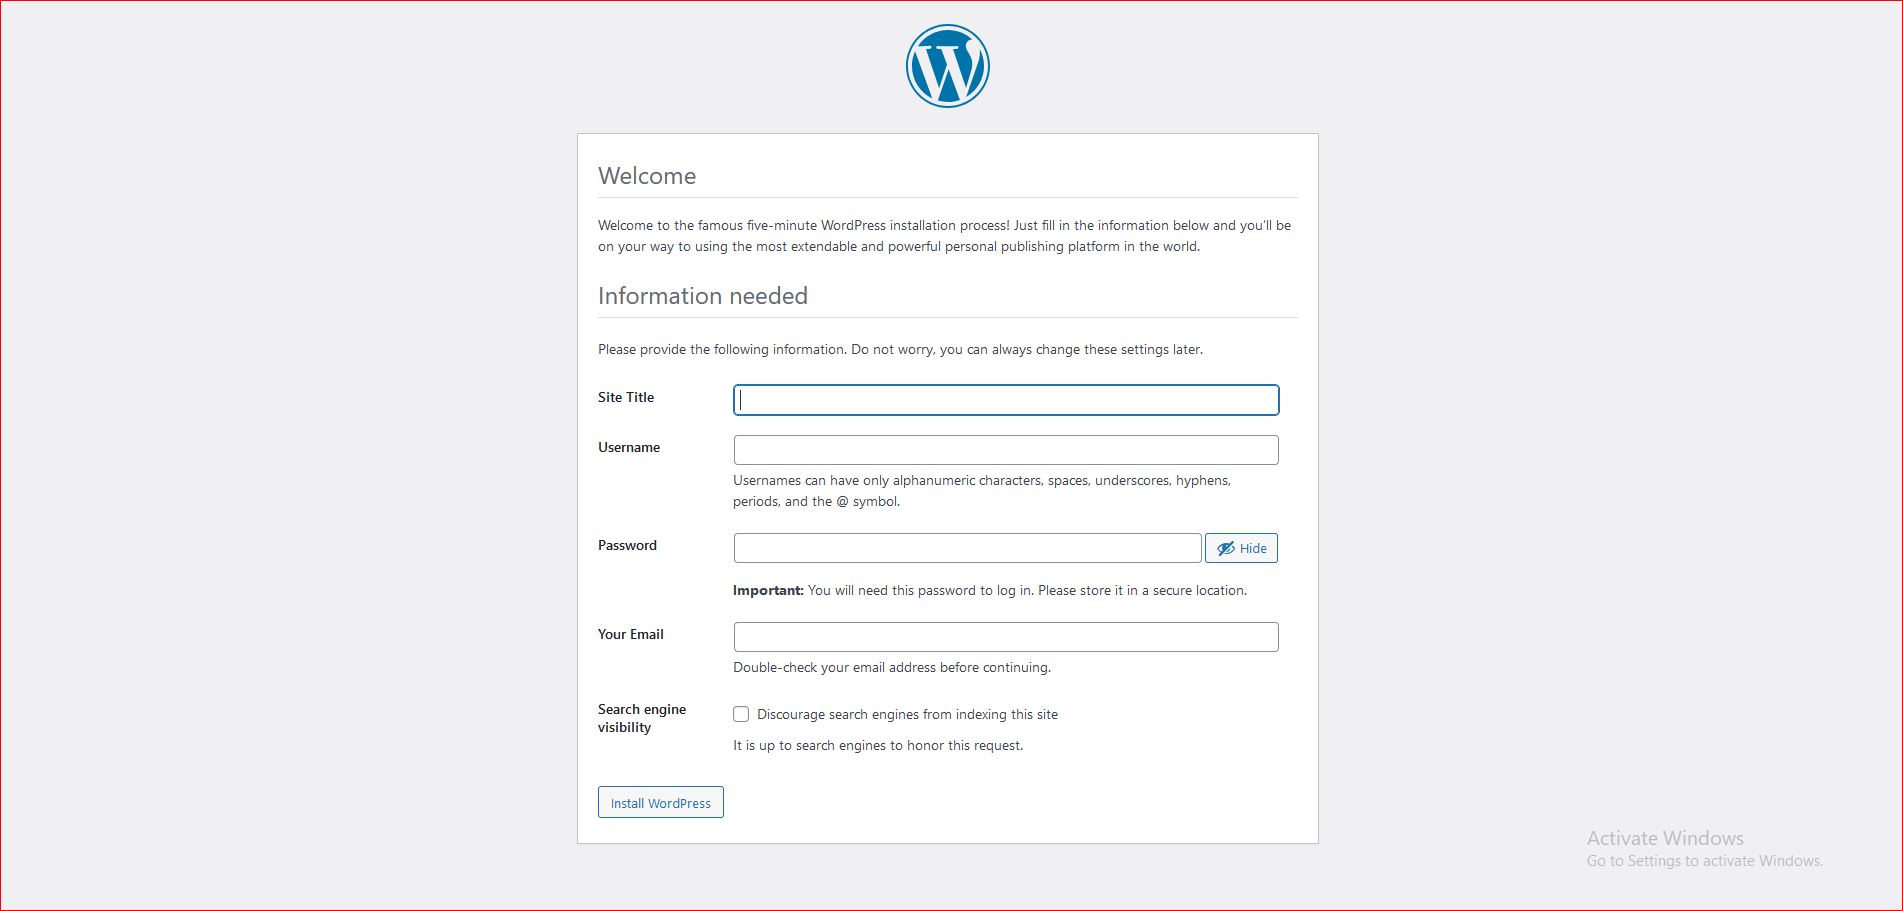 Welcome
Welcome to the famous five-minute WordPress installation process! Just fill in the information below and you'll be
on your way to using the most extendable and powerful personal publishing platform in the world.
Information needed
Please provide the following information. Do not worry, you can always change these settings later.
Site Title
Username
Usernames can have only alphanumeric characters, spaces, underscores, hyphens,
periods, and the @ symbol.
Password
Hide
Important: You will need this password to log in. Please store it in a secure location.
Your Email
Double-check your email address before continuing.
Search engine
visibility
Discourage search engines from indexing this site
It is up to search engines to honor this request.
Install WordPress
Activate Windows
Go to Settings to activate Windows.